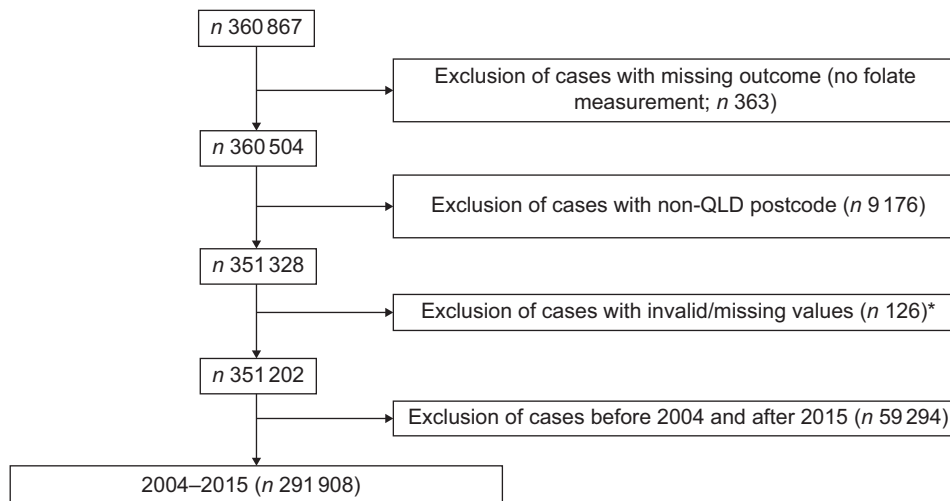 n 360 867
Exclusion of cases with missing outcome (no folate
measurement; n 363)
n 360 504
Exclusion of cases with non-QLD postcode (n 9 176)
n 351 328
Exclusion of cases with invalid/missing values (n 126)*
n 351 202
Exclusion of cases before 2004 and after 2015 (n 59 294)
2004–2015 (n 291 908)